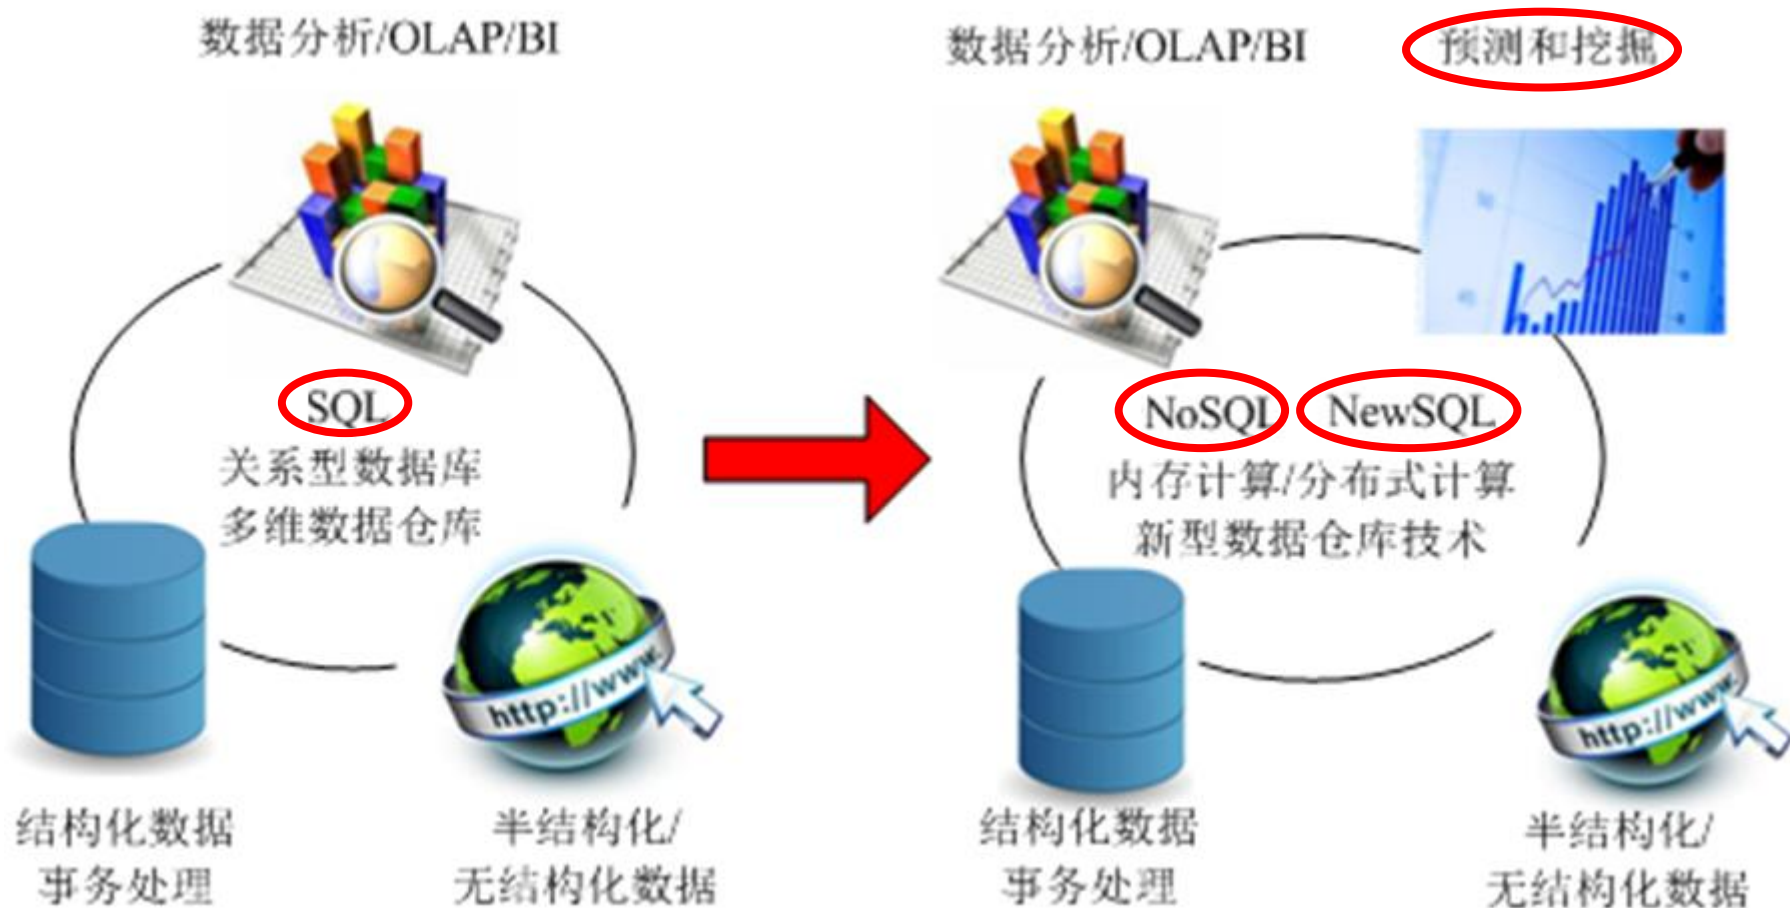 数据分析/OLAP/BI
SQL
关系型数据库
多维数据仓库
http://www.
结构化数据
事务处理
半结构化/
无结构化数据
数据分析/OLAP/BI
预测和挖掘
NoSQL NewSQL
内存计算/分布式计算
新型数据仓库技术
http://www.
结构化数据
事务处理
半结构化/
无结构化数据